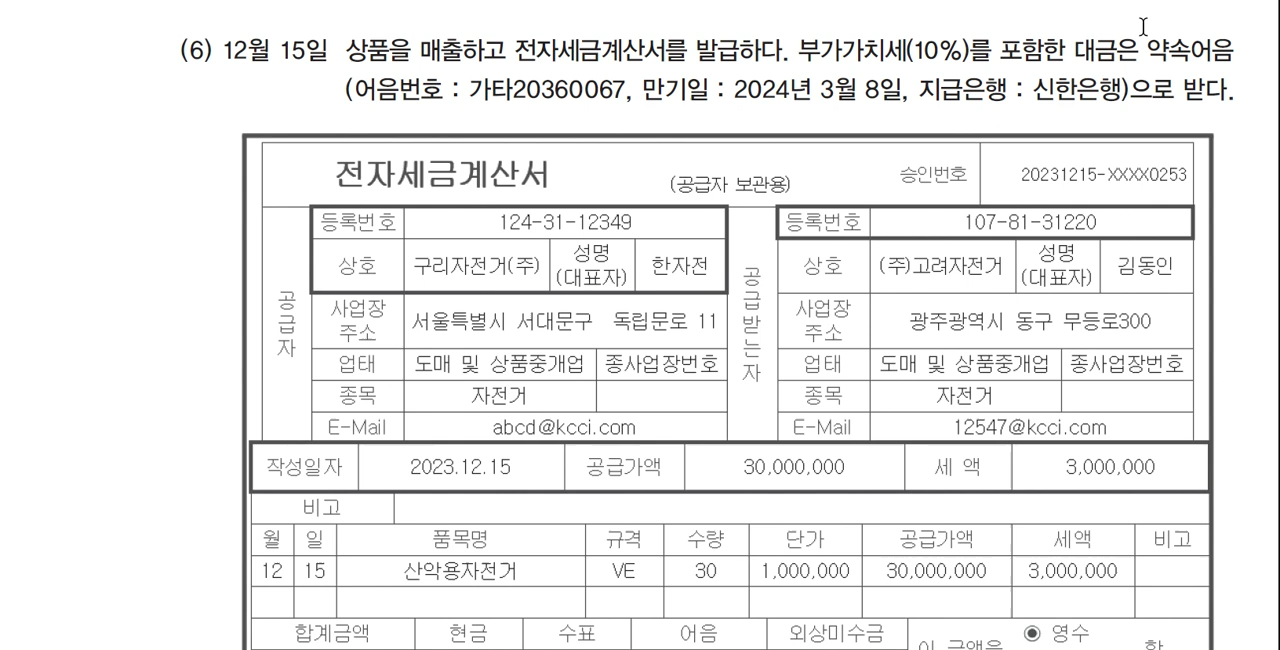 (6) 12월 15일 상품을 매출하고 전자세금계산서를 발급하다. 부가가치세(10%)를 포함한 대금은 약속어음
(어음번호 : 가타20360067, 만기일 : 2024년 3월 8일, 지급은행 : 신한은행)으로 받다.
전자세금계산서 (공급자 보관용) 승인번호 20231215-XXXX0253
공급자 등록번호 124-31-12349 공급받는자 등록번호 107-81-31220
상호 구리자전거(주) 성명(대표자) 한자전 상호 (주)고려자전거 성명(대표자) 김동인
사업장 주소 서울특별시 서대문구 독립문로 11 사업장 주소 광주광역시 동구 무등로300
업태 도매 및 상품중개업 종사업장번호 업태 도매 및 상품중개업 종사업장번호
종목 자전거 종목 자전거
E-Mail abcd@kcci.com E-Mail 12547@kcci.com
작성일자 2023.12.15 공급가액 30,000,000 세 액 3,000,000
비고
월 일 품목명 규격 수량 단가 공급가액 세액 비고
12 15 산악용자전거 VE 30 1,000,000 30,000,000 3,000,000
합계금액 현금 수표 어음 외상미수금 이 금액을 ◉ 영수 함